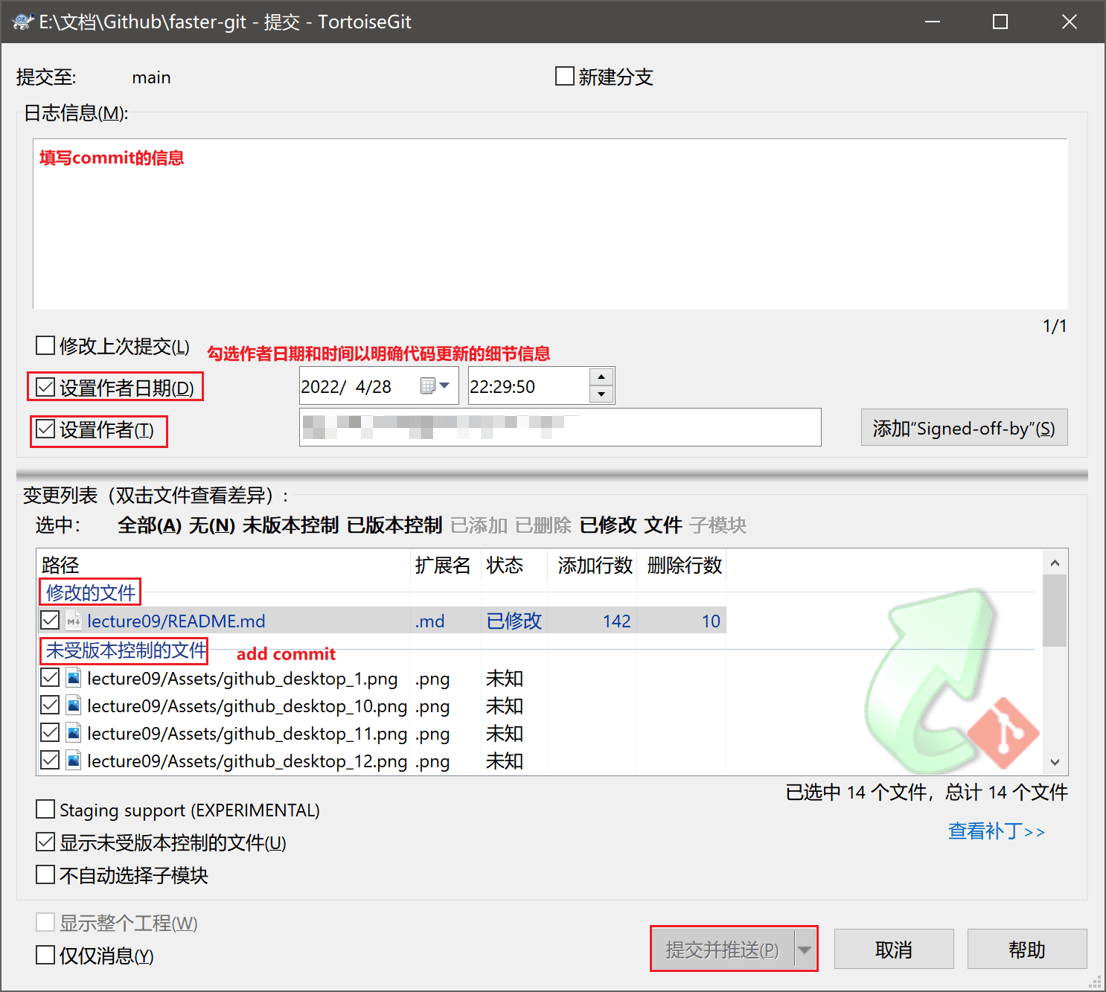 E:\文档\Github\faster-git - 提交 - TortoiseGit
提交至: main 新建分支
日志信息(M):
填写commit的信息
1/1
修改上次提交(L) 勾选作者日期和时间以明确代码更新的细节信息
设置作者日期(D) 2022/ 4/28 22:29:50
设置作者(T) 添加“Signed-off-by”(S)
变更列表（双击文件查看差异）:
选中: 全部(A) 无(N) 未版本控制 已版本控制 已添加 已删除 已修改 文件 子模块
路径 扩展名 状态 添加行数 删除行数
修改的文件
lecture09/README.md .md 已修改 142 10
未受版本控制的文件 add commit
lecture09/Assets/github_desktop_1.png .png 未知
lecture09/Assets/github_desktop_10.png .png 未知
lecture09/Assets/github_desktop_11.png .png 未知
lecture09/Assets/github_desktop_12.png .png 未知
已选中 14 个文件，总计 14 个文件
Staging support (EXPERIMENTAL)
查看补丁>>
显示未受版本控制的文件(U)
不自动选择子模块
显示整个工程(W)
仅仅消息(Y) 提交并推送(P) 取消 帮助